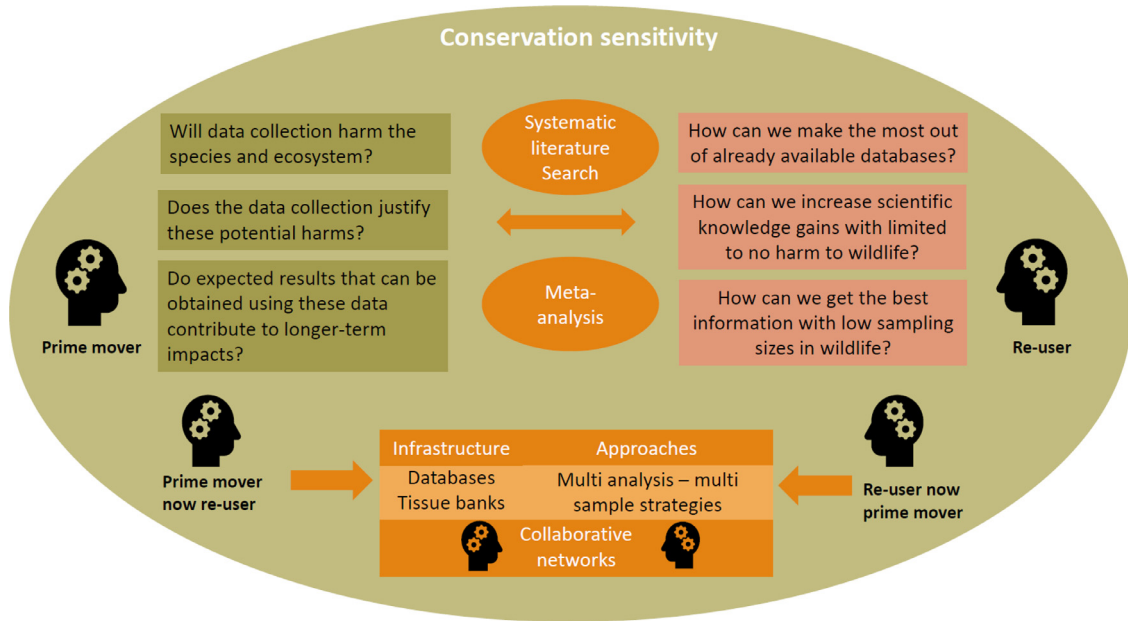 Conservation sensitivity
Will data collection harm the
species and ecosystem?
Does the data collection justify
these potential harms?
Do expected results that can be
obtained using these data
contribute to longer-term
impacts?
Prime mover
Systematic
literature
Search
Meta-
analysis
How can we make the most out
of already available databases?
How can we increase scientific
knowledge gains with limited
to no harm to wildlife?
How can we get the best
information with low sampling
sizes in wildlife?
Re-user
Prime mover
now re-user
Infrastructure
Approaches
Databases
Tissue banks
Multi analysis – multi
sample strategies
Collaborative
networks
Re-user now
prime mover